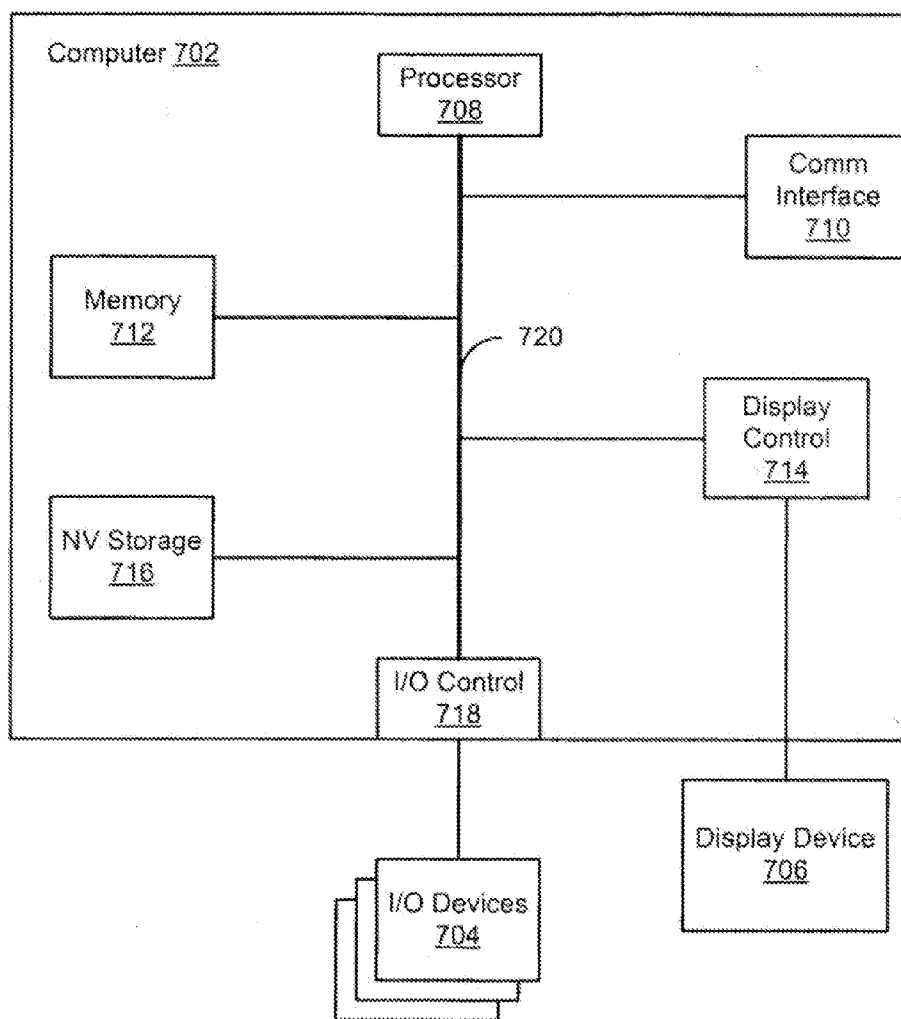 Computer 702
Processor
708
Comm
Interface
710
Memory
712
720
Display
Control
714
NV Storage
716
I/O Control
718
Display Device
706
I/O Devices
704